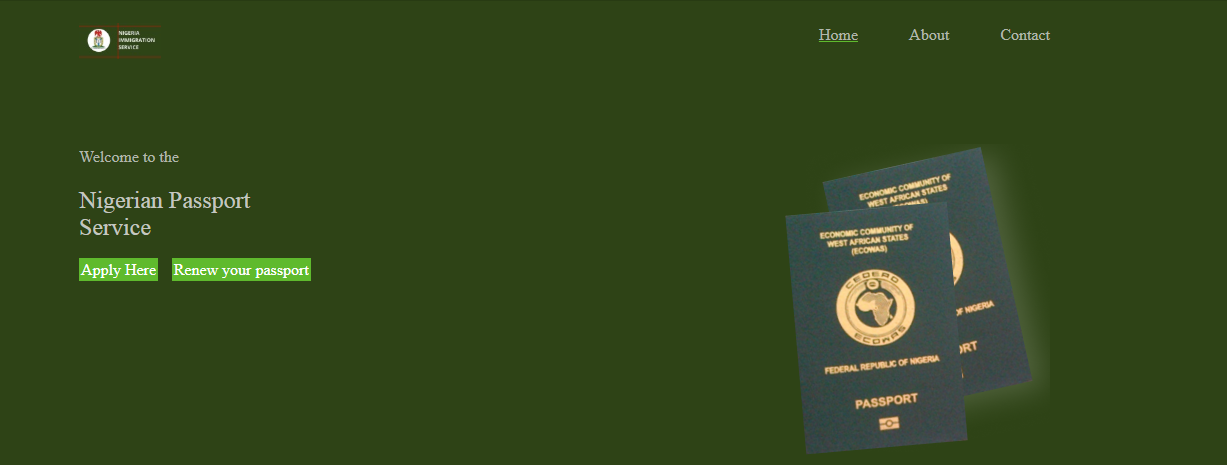 NIGERIA
IMMIGRATION
SERVICE
Home
About
Contact
Welcome to the
Nigerian Passport
Service
Apply Here
Renew your passport
ECONOMIC COMMUNITY OF
WEST AFRICAN STATES
(ECOWAS)
OF NIGERIA
ORT
ECONOMIC COMMUNITY OF
WEST AFRICAN STATES
(ECOWAS)
CEDEAO
ECOWAS
FEDERAL REPUBLIC OF NIGERIA
PASSPORT